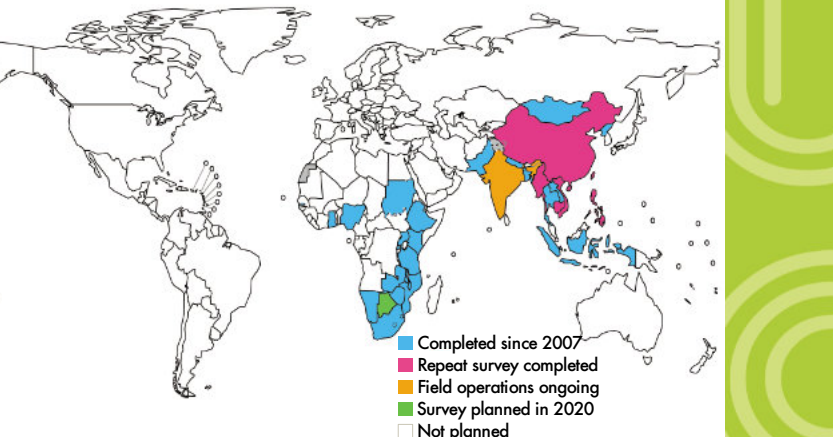 Completed since 2007
Repeat survey completed
Field operations ongoing
Survey planned in 2020
Not planned